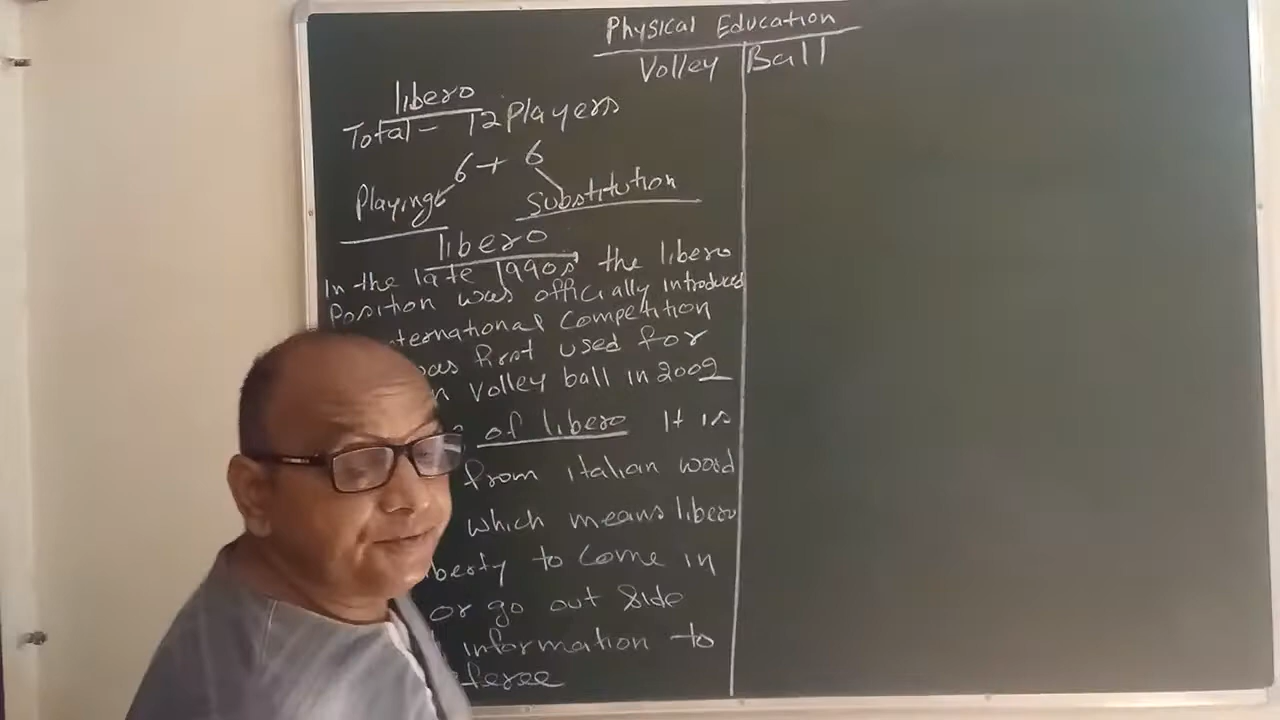 Physical Education
Volley Ball
libero
Total - 12 Players
6 + 6
Playing Substitution
libero
In the late 1990s the libero
Position was officially introduced
International Competition
was first used for
Volley ball in 2002
of libero It is
from italian word
which means libero
liberty to Come in
or go out side
information to
referee